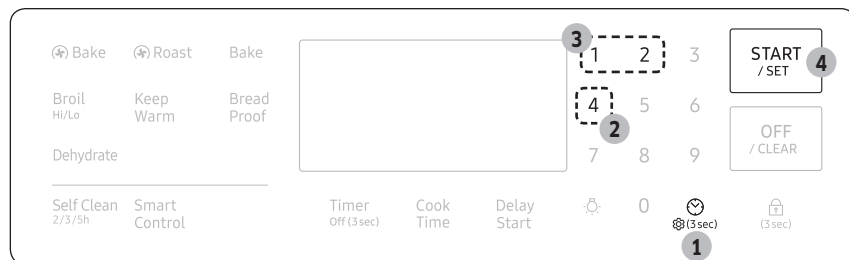 Bake Roast Bake 1 2 3 3 START 4
/ SET
Broil Keep Bread 4 5 6
Hi/Lo Warm Proof 2 OFF
/ CLEAR
Dehydrate 7 8 9
Self Clean Smart Timer Cook Delay 0
2/3/5h Control Off (3 sec) Time Start (3 sec) (3 sec)
1